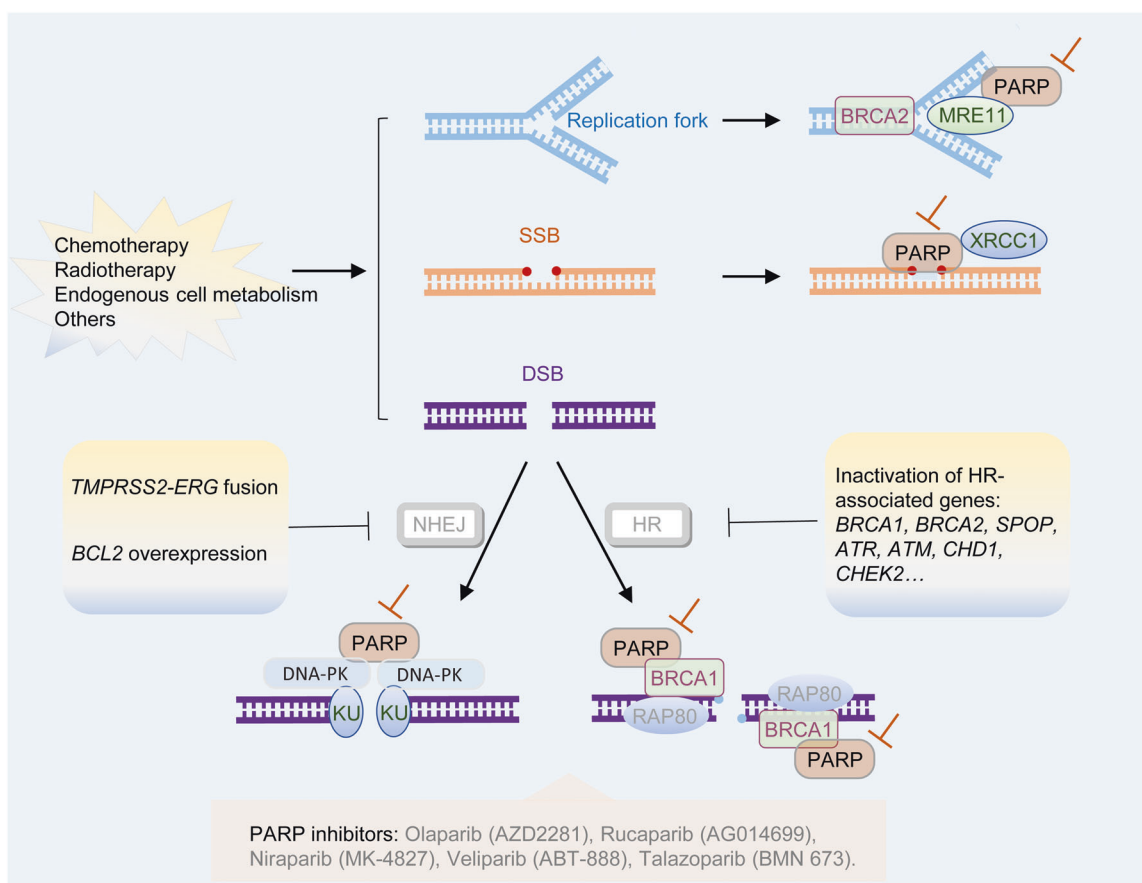 Replication fork
PARP
BRCA2
MRE11
Chemotherapy
Radiotherapy
Endogenous cell metabolism
Others
SSB
PARP
XRCC1
DSB
TMPRSS2-ERG fusion
BCL2 overexpression
NHEJ
HR
Inactivation of HR-
associated genes:
BRCA1, BRCA2, SPOP,
ATR, ATM, CHD1,
CHEK2…
PARP
DNA-PK
DNA-PK
KU
KU
PARP
BRCA1
RAP80
RAP80
BRCA1
PARP
PARP inhibitors: Olaparib (AZD2281), Rucaparib (AG014699),
Niraparib (MK-4827), Veliparib (ABT-888), Talazoparib (BMN 673).